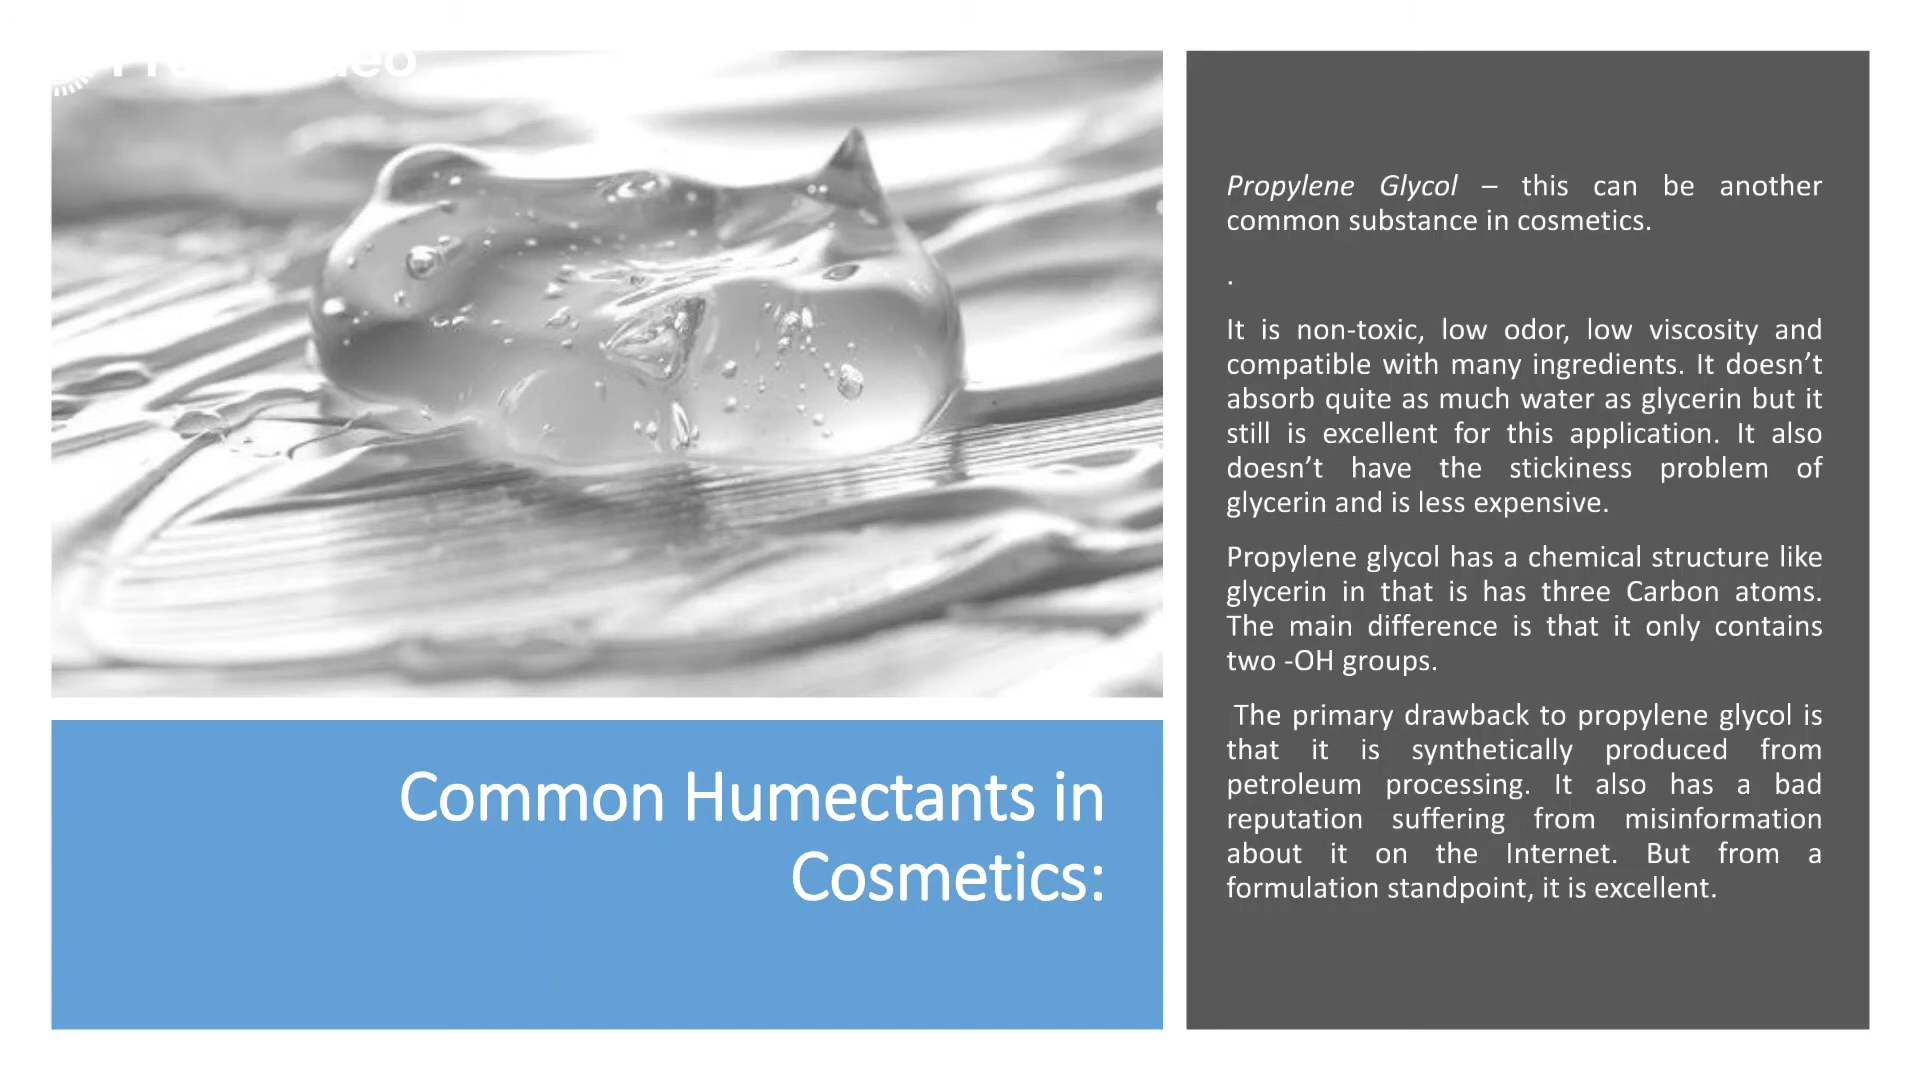 Propylene Glycol – this can be another
common substance in cosmetics.
.
It is non-toxic, low odor, low viscosity and
compatible with many ingredients. It doesn’t
absorb quite as much water as glycerin but it
still is excellent for this application. It also
doesn’t have the stickiness problem of
glycerin and is less expensive.
Propylene glycol has a chemical structure like
glycerin in that is has three Carbon atoms.
The main difference is that it only contains
two -OH groups.
The primary drawback to propylene glycol is
that it is synthetically produced from
petroleum processing. It also has a bad
reputation suffering from misinformation
about it on the Internet. But from a
formulation standpoint, it is excellent.
Common Humectants in
Cosmetics: